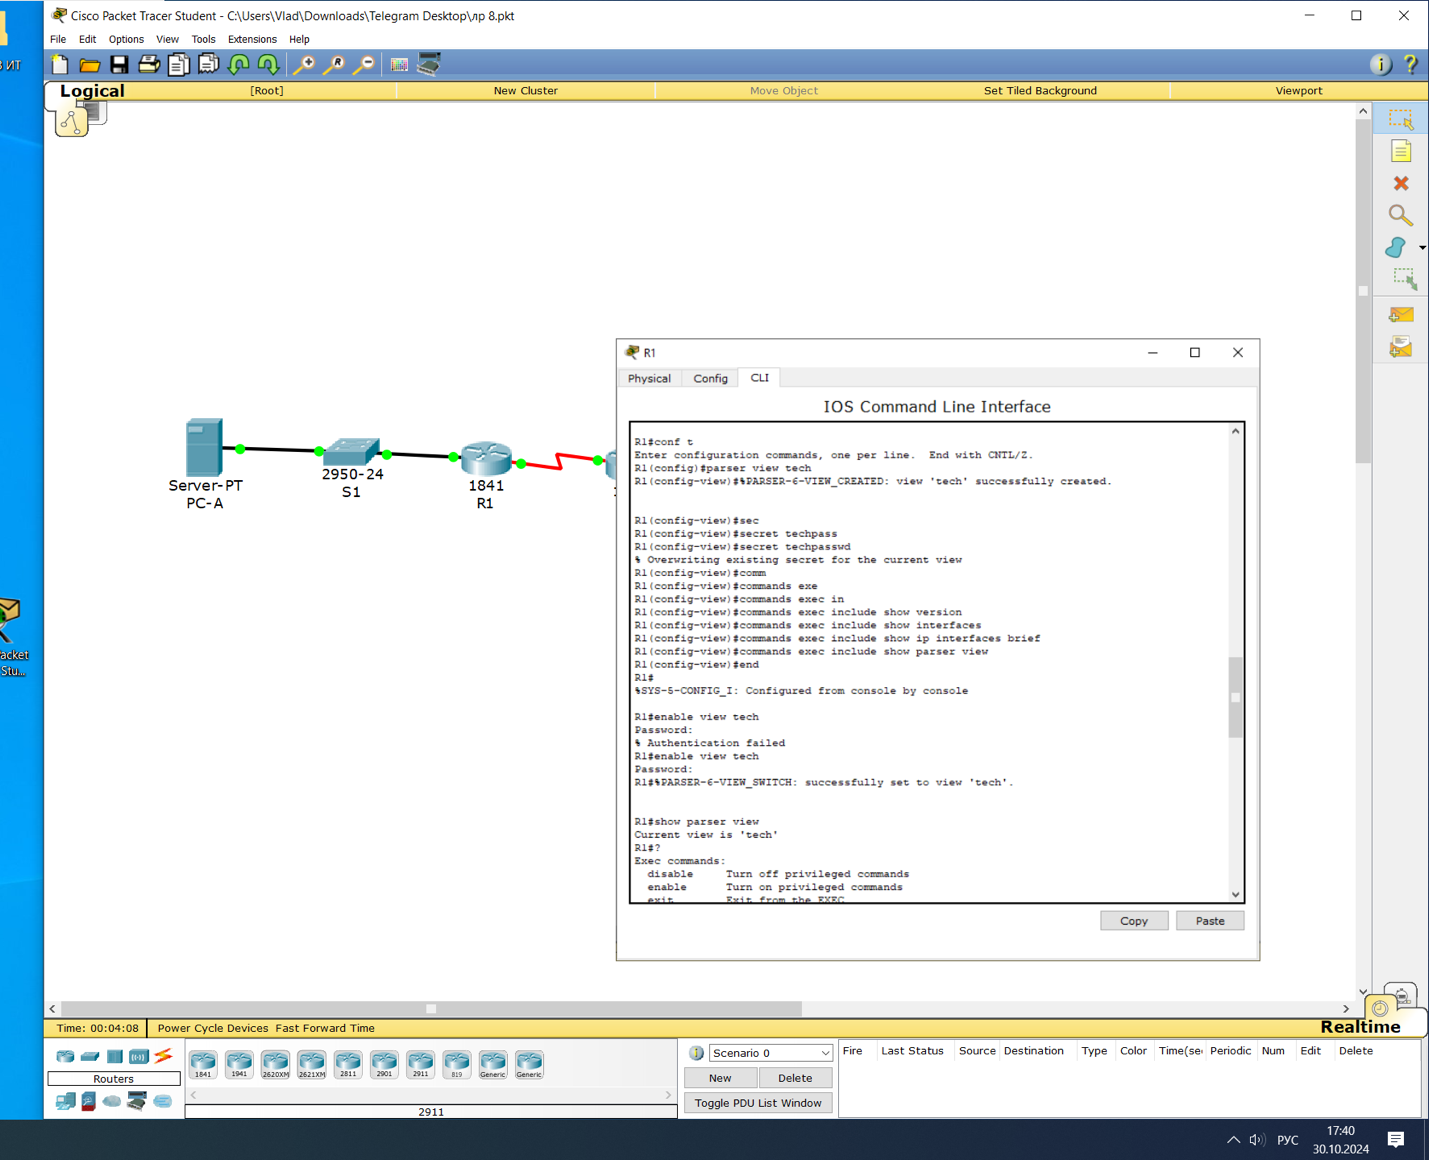 Cisco Packet Tracer Student - C:\Users\Vlad\Downloads\Telegram Desktop\лр 8.pkt
File Edit Options View Tools Extensions Help
Logical [Root] New Cluster Move Object Set Tiled Background Viewport
ИТ
Server-PT
PC-A
2950-24
S1
1841
R1
acket
Stu...
R1
Physical Config CLI
IOS Command Line Interface
R1#conf t
Enter configuration commands, one per line.  End with CNTL/Z.
R1(config)#parser view tech
R1(config-view)#%PARSER-6-VIEW_CREATED: view 'tech' successfully created.
R1(config-view)#sec
R1(config-view)#secret techpass
R1(config-view)#secret techpasswd
% Overwriting existing secret for the current view
R1(config-view)#comm
R1(config-view)#commands exe
R1(config-view)#commands exec in
R1(config-view)#commands exec include show version
R1(config-view)#commands exec include show interfaces
R1(config-view)#commands exec include show ip interfaces brief
R1(config-view)#commands exec include show parser view
R1(config-view)#end
R1#
%SYS-5-CONFIG_I: Configured from console by console
R1#enable view tech
Password:
% Authentication failed
R1#enable view tech
Password:
R1#%PARSER-6-VIEW_SWITCH: successfully set to view 'tech'.
R1#show parser view
Current view is 'tech'
R1#?
Exec commands:
disable Turn off privileged commands
enable Turn on privileged commands
exit Exit from the EXEC
Copy Paste
Time: 00:04:08 Power Cycle Devices Fast Forward Time
Realtime
Routers
1841 1941 2620XM 2621XM 2811 2901 2911 819 Generic Generic
2911
Scenario 0
New Delete
Toggle PDU List Window
Fire Last Status Source Destination Type Color Time(sec Periodic Num Edit Delete
РУС
17:40
30.10.2024